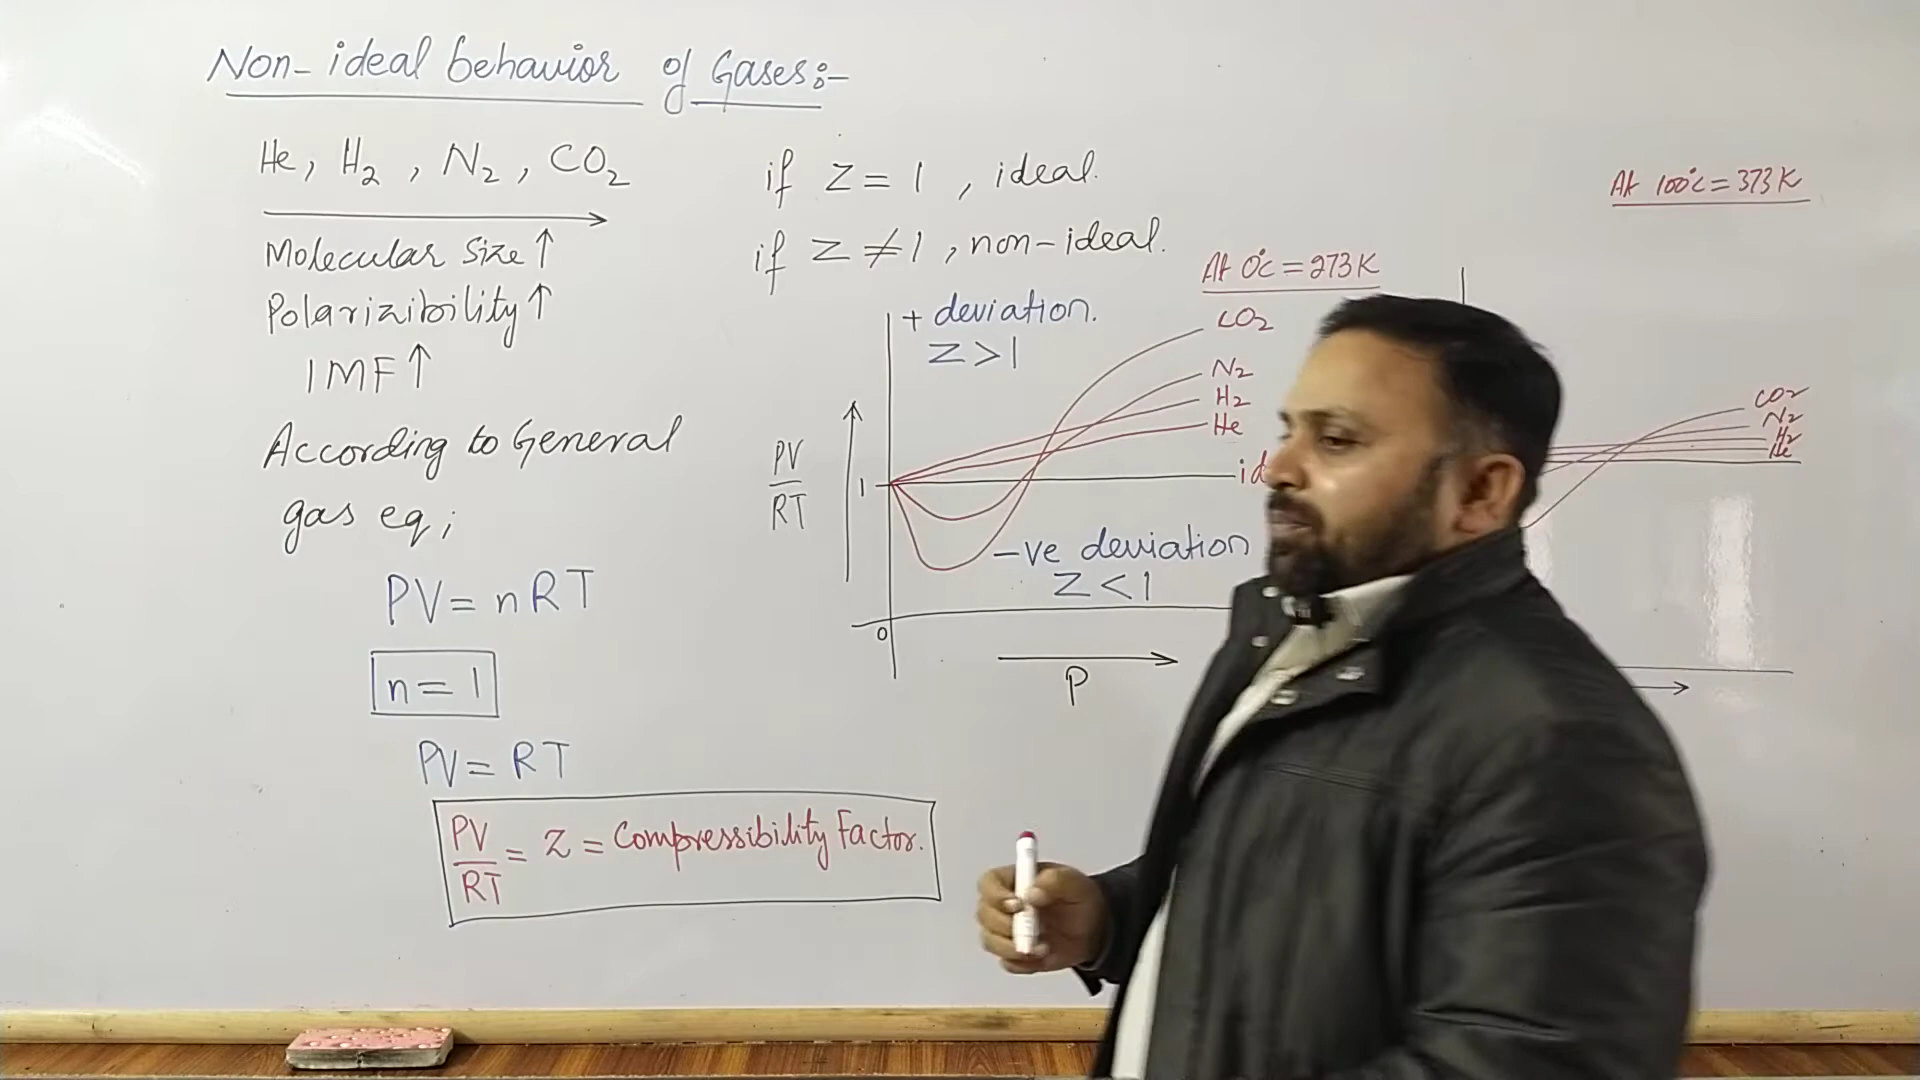 Non-ideal behavior of Gases:-
He, H₂, N₂, CO₂
Molecular Size ↑
Polarizibility ↑
IMF ↑
According to General
gas eq;
PV = nRT
n = 1
PV = RT
PV/RT = Z = Compressibility Factor.
if Z = 1, ideal.
if Z ≠ 1, non-ideal.
At 0°C = 273K
+ deviation.
Z > 1
CO₂
N₂
H₂
He
PV/RT
1
-ve deviation
Z < 1
0
P
At 100°C = 373K
CO₂
N₂
H₂
He